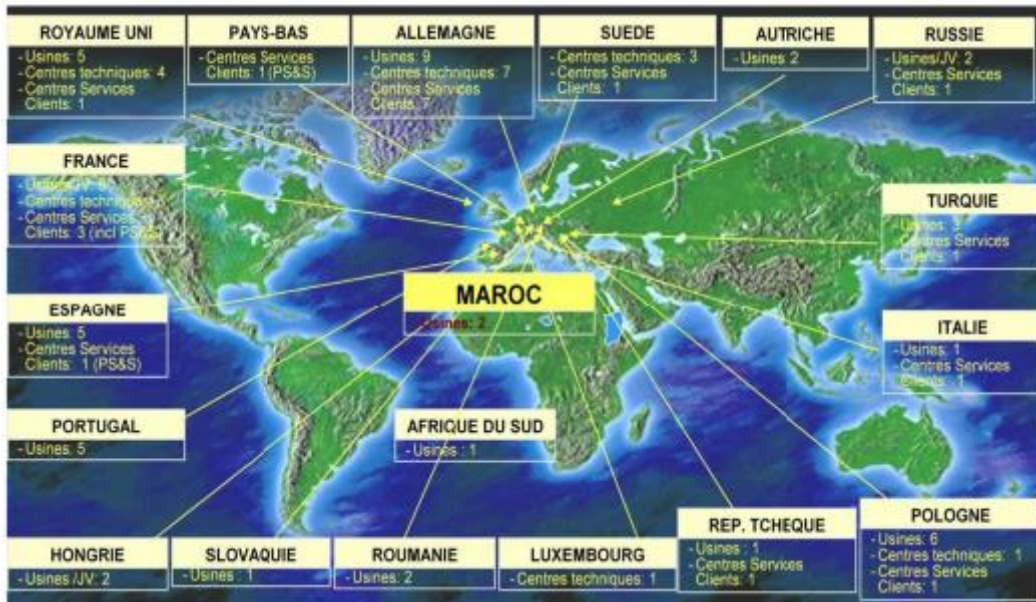 ROYAUME UNI
- Usines: 5
- Centres techniques: 4
- Centres Services
Clients: 1
PAYS-BAS
- Centres Services
Clients: 1 (PS&S)
ALLEMAGNE
- Usines: 9
- Centres techniques: 7
- Centres Services
Clients: 7
SUEDE
- Centres techniques: 3
- Centres Services
Clients: 1
AUTRICHE
- Usines: 2
RUSSIE
- Usines/JV: 2
- Centres Services
Clients: 1
FRANCE
- Centres techniques
- Centres Services
Clients: 3 (incl
TURQUIE
- Usines: 3
- Centres Services
Clients: 1
MAROC
- Usines: 2
ESPAGNE
- Usines: 5
- Centres Services
Clients: 1 (PS&S)
ITALIE
- Usines: 1
- Centres Services
Clients: 1
PORTUGAL
- Usines: 5
AFRIQUE DU SUD
- Usines : 1
HONGRIE
- Usines /JV: 2
SLOVAQUIE
- Usines : 1
ROUMANIE
- Usines: 2
LUXEMBOURG
- Centres techniques: 1
REP. TCHEQUE
- Usines : 1
- Centres Services
Clients: 1
POLOGNE
- Usines: 6
- Centres techniques: 1
- Centres Services
Clients: 1